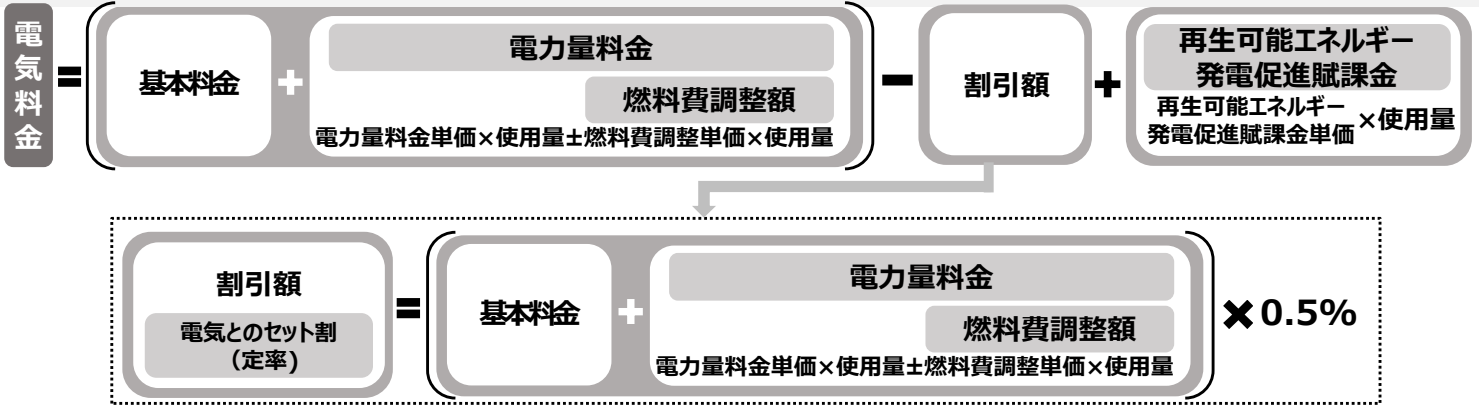 電気料金
=
基本料金
+
電力量料金
燃料費調整額
電力量料金単価×使用量±燃料費調整単価×使用量
-
割引額
+
再生可能エネルギー
発電促進賦課金
再生可能エネルギー
発電促進賦課金単価×使用量
割引額
電気とのセット割
(定率)
=
基本料金
+
電力量料金
燃料費調整額
電力量料金単価×使用量±燃料費調整単価×使用量
×0.5%